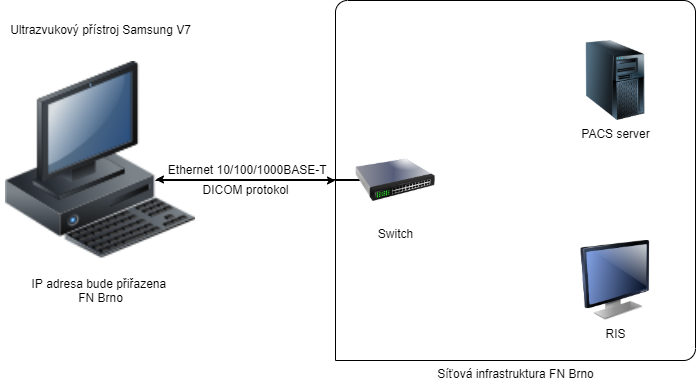 Ultrazvukový přístroj Samsung V7
PACS server
Ethernet 10/100/1000BASE-T
DICOM protokol
Switch
IP adresa bude přiřazena
FN Brno
RIS
Síťová infrastruktura FN Brno